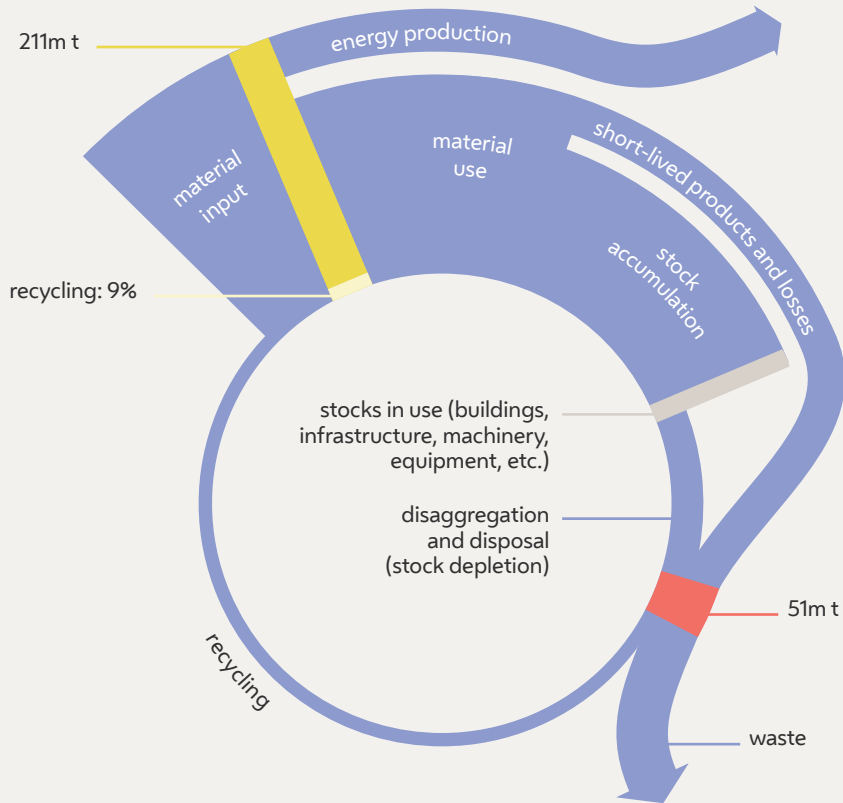 211m t
energy production
material
input
material
use
short-lived products and losses
stock
accumulation
recycling: 9%
stocks in use (buildings,
infrastructure, machinery,
equipment, etc.)
disaggregation
and disposal
(stock depletion)
51m t
recycling
waste